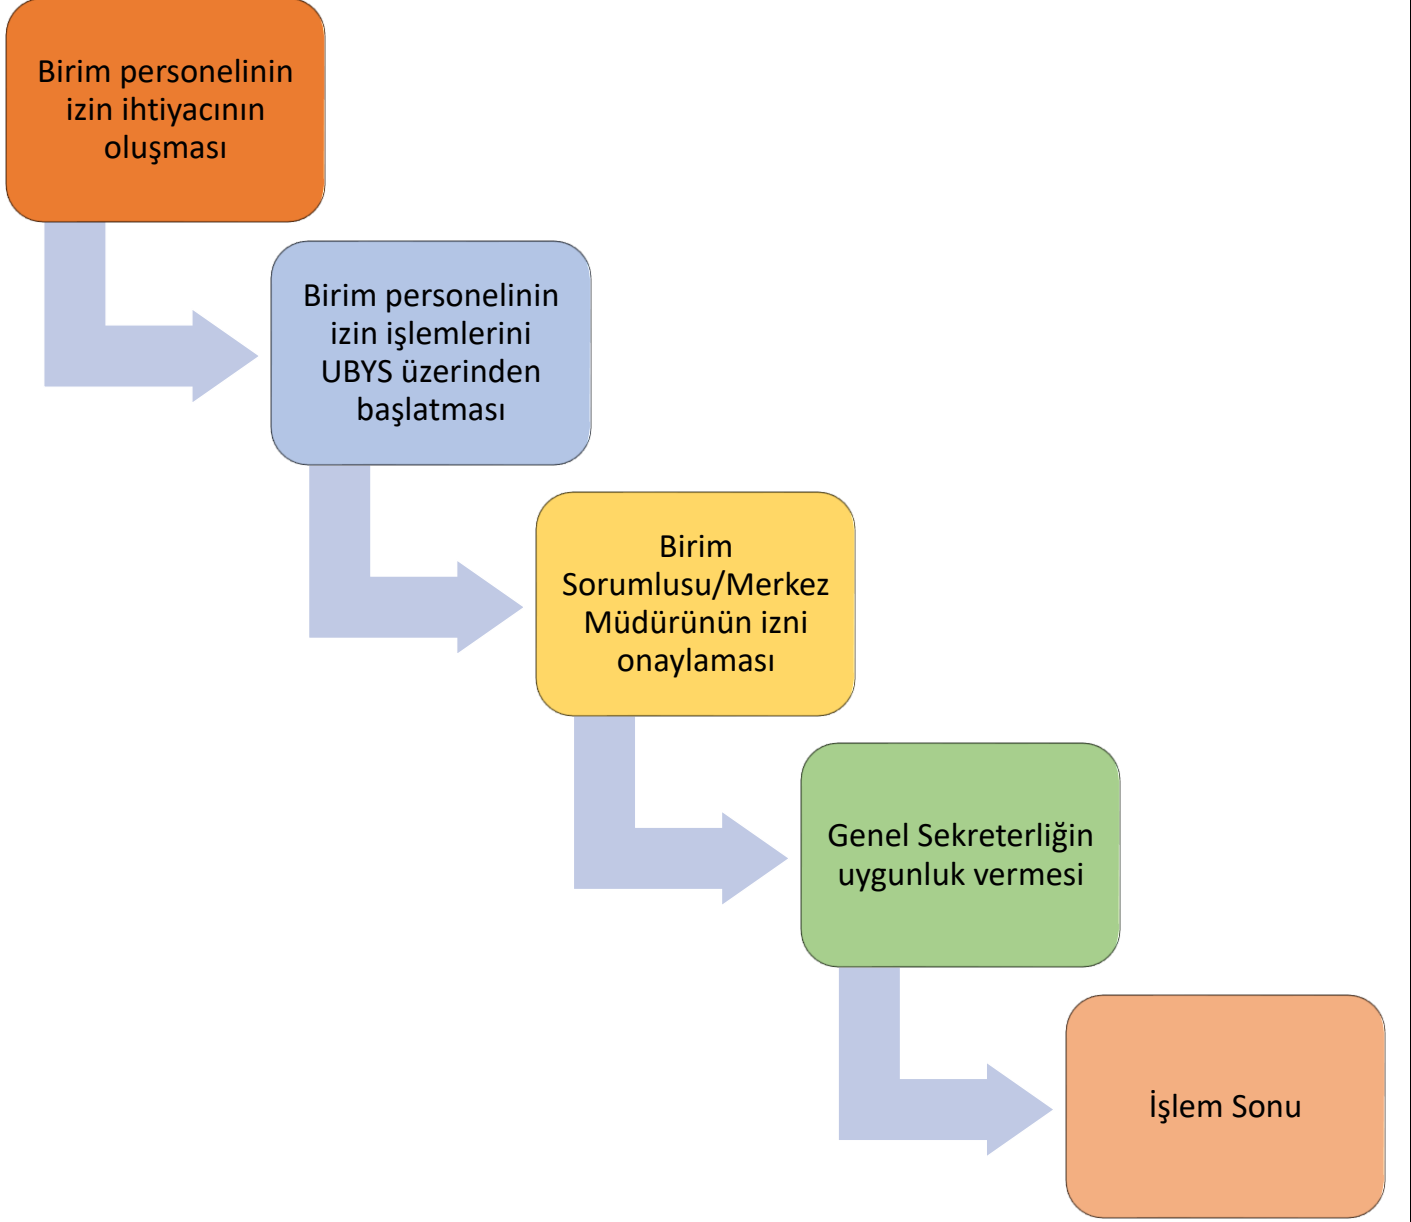 Birim personelinin
izin ihtiyacının
oluşması
Birim personelinin
izin işlemlerini
UBYS üzerinden
başlatması
Birim
Sorumlusu/Merkez
Müdürünün izni
onaylaması
Genel Sekreterliğin
uygunluk vermesi
İşlem Sonu